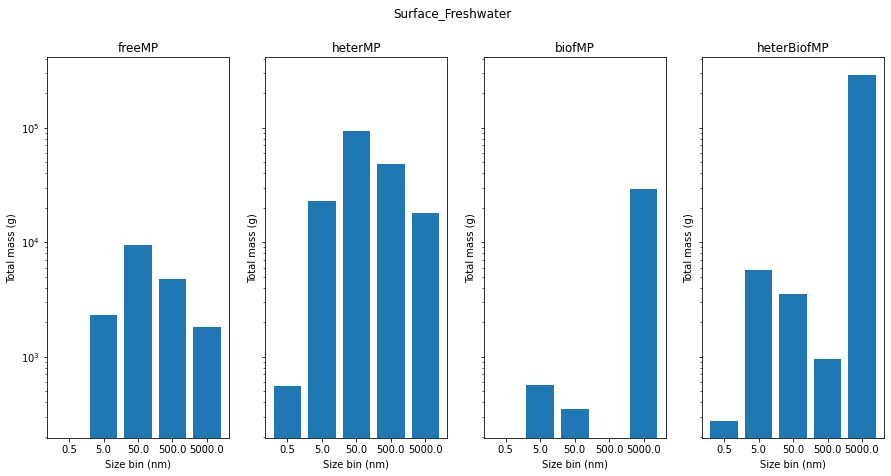 Surface_Freshwater
freeMP
heterMP
biofMP
heterBiofMP
Total mass (g)
10^5
10^4
10^3
0.5 5.0 50.0 500.0 5000.0
Size bin (nm)
Total mass (g)
0.5 5.0 50.0 500.0 5000.0
Size bin (nm)
Total mass (g)
0.5 5.0 50.0 500.0 5000.0
Size bin (nm)
Total mass (g)
0.5 5.0 50.0 500.0 5000.0
Size bin (nm)